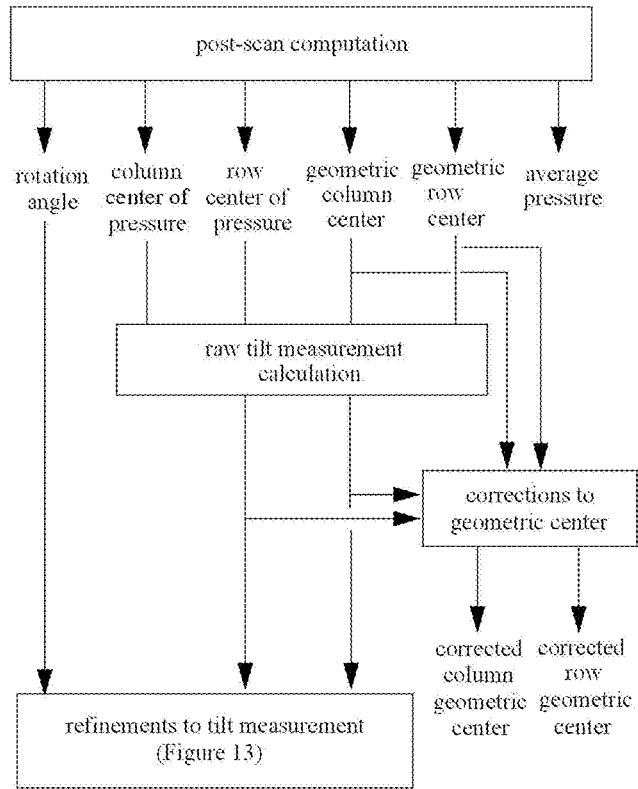 post-scan computation
rotation
angle
column
center of
pressure
row
center of
pressure
geometric
column
center
geometric
row
center
average
pressure
raw tilt measurement
calculation
corrections to
geometric center
corrected
column
geometric
center
corrected
row
geometric
center
refinements to tilt measurement
(Figure 13)